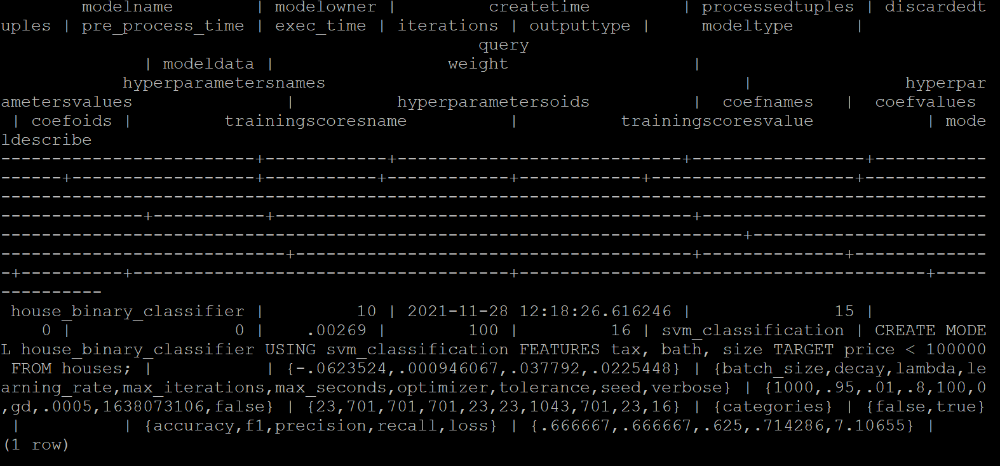 modelname | modelowner | createtime | processedtuples | discardedt
uples | pre_process_time | exec_time | iterations | outputtype | modeltype |
query
| modeldata | weight |
hyperparametersnames | hyperpar
ametersvalues | hyperparametersoids | coefnames | coefvalues
| coefoids | trainingscoresname | trainingscoresvalue | mode
ldescribe
-------------------------+------------+----------------------------+-----------------+-----------
------+------------------+-----------+------------+------------+--------------------+------------
-------------------------------------------------------------------------------------------------
--------------+-----------+-----------------------------------------+----------------------------
-------------------------------------------------------------------------+-----------------------
----------------------------+---------------------------------------+--------------+-------------
-+----------+-------------------------------------+----------------------------------------+-----
----------
house_binary_classifier | 10 | 2021-11-28 12:18:26.616246 | 15 |
0 | 0 | .00269 | 100 | 16 | svm_classification | CREATE MODE
L house_binary_classifier USING svm_classification FEATURES tax, bath, size TARGET price < 100000
FROM houses; | | {-.0623524,.000946067,.037792,.0225448} | {batch_size,decay,lambda,le
arning_rate,max_iterations,max_seconds,optimizer,tolerance,seed,verbose} | {1000,.95,.01,.8,100,0
,gd,.0005,1638073106,false} | {23,701,701,701,23,23,1043,701,23,16} | {categories} | {false,true}
| | {accuracy,f1,precision,recall,loss} | {.666667,.666667,.625,.714286,7.10655} |
(1 row)